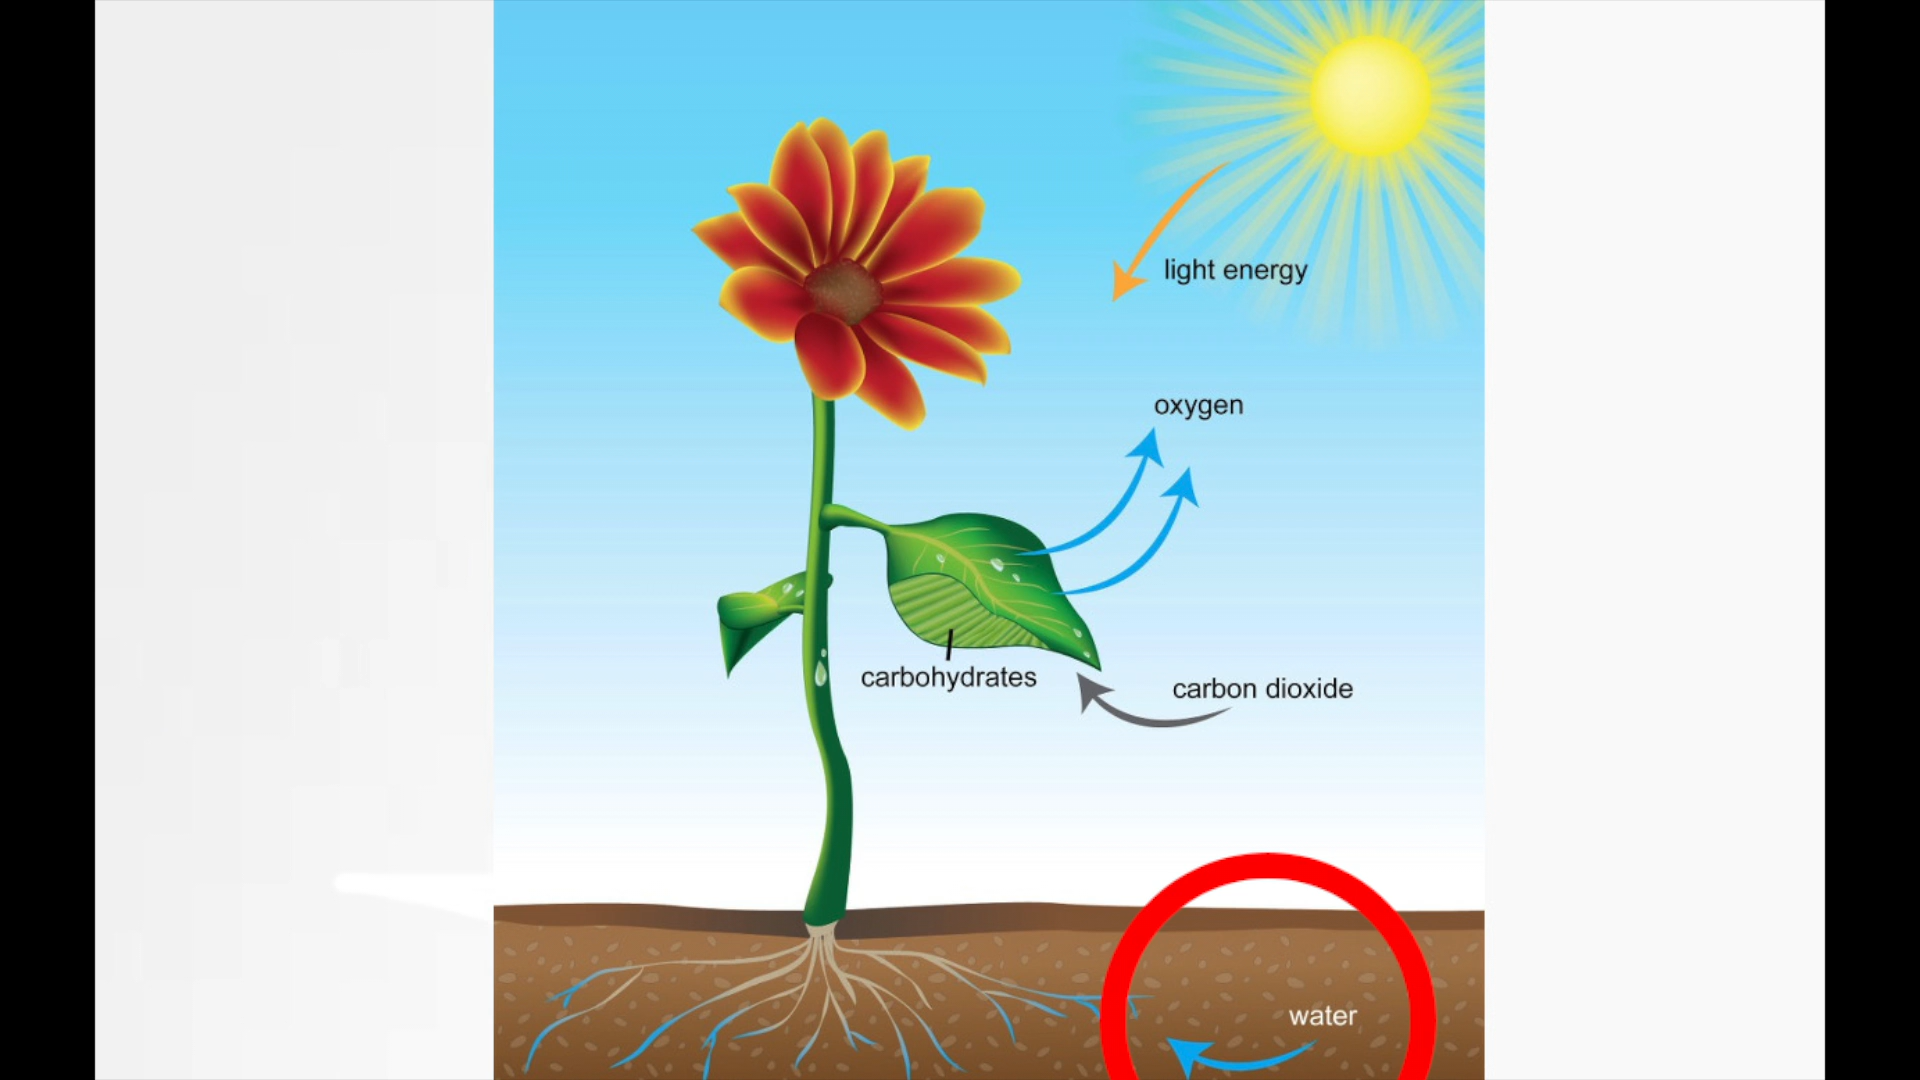 light energy
oxygen
carbohydrates
carbon dioxide
water